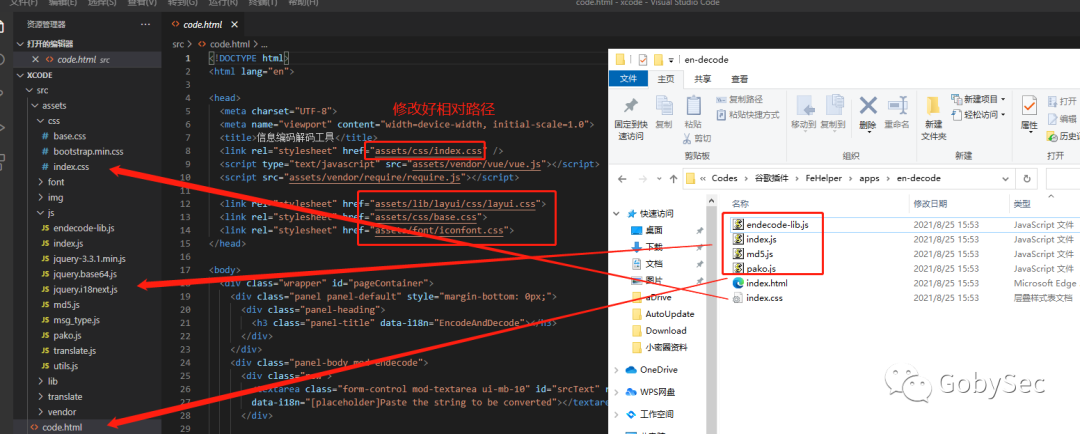 文件(F) 编辑(E) 选择(S) 查看(V) 转到(G) 运行(R) 终端(T) 帮助(H)
code.html - xcode - Visual Studio Code
资源管理器
打开的编辑器
code.html src
XCODE
src
assets
css
base.css
bootstrap.min.css
index.css
font
img
js
endecode-lib.js
index.js
jquery-3.3.1.min.js
jquery.base64.js
jquery.i18next.js
md5.js
msg_type.js
pako.js
translate.js
utils.js
lib
translate
vendor
code.html
code.html
src > code.html > ...
1 <!DOCTYPE html>
2 <html lang="en">
3
4 <head>
5 <meta charset="UTF-8">
6 <meta name="viewport" content="width=device-width, initial-scale=1.0">
7 <title>信息编码解码工具</title>
8 <link rel="stylesheet" href="assets/css/index.css" />
9 <script type="text/javascript" src="assets/vendor/vue/vue.js"></script>
10 <script src="assets/vendor/require/require.js"></script>
11
12 <link rel="stylesheet" href="assets/lib/layui/css/layui.css">
13 <link rel="stylesheet" href="assets/css/base.css">
14 <link rel="stylesheet" href="assets/font/iconfont.css">
15 </head>
16
17 <body>
18 <div class="wrapper" id="pageContainer">
19 <div class="panel panel-default" style="margin-bottom: 0px;">
20 <div class="panel-heading">
21 <h3 class="panel-title" data-i18n="EncodeAndDecode"></h3>
22 </div>
23 </div>
24 <div class="panel-body mod-endecode">
25 <div class="row">
26 <textarea class="form-control mod-textarea ui-mb-10" id="srcText"
27 data-i18n="[placeholder]Paste the string to be converted"></textare
28 </div>
修改好相对路径
en-decode
文件 主页 共享 查看
固定到快速访问
复制
粘贴
复制路径
粘贴快捷方式
剪切
剪贴板
移动到 复制到
删除 重命名
组织
新建文件夹
新建项目
轻松访问
新建
属性
打开
编辑
历史
打开
Codes > 谷歌插件 > FeHelper > apps > en-decode
名称 修改日期 类型
快速访问
桌面
下载
文档
图片
aDrive
AutoUpdate
Download
小密圈资料
OneDrive
WPS网盘
工作空间
endecode-lib.js 2021/8/25 15:53 JavaScript 文件
index.js 2021/8/25 15:53 JavaScript 文件
md5.js 2021/8/25 15:53 JavaScript 文件
pako.js 2021/8/25 15:53 JavaScript 文件
index.html 2021/8/25 15:53 Microsoft Edge
index.css 2021/8/25 15:53 层叠样式表文档
GobySec